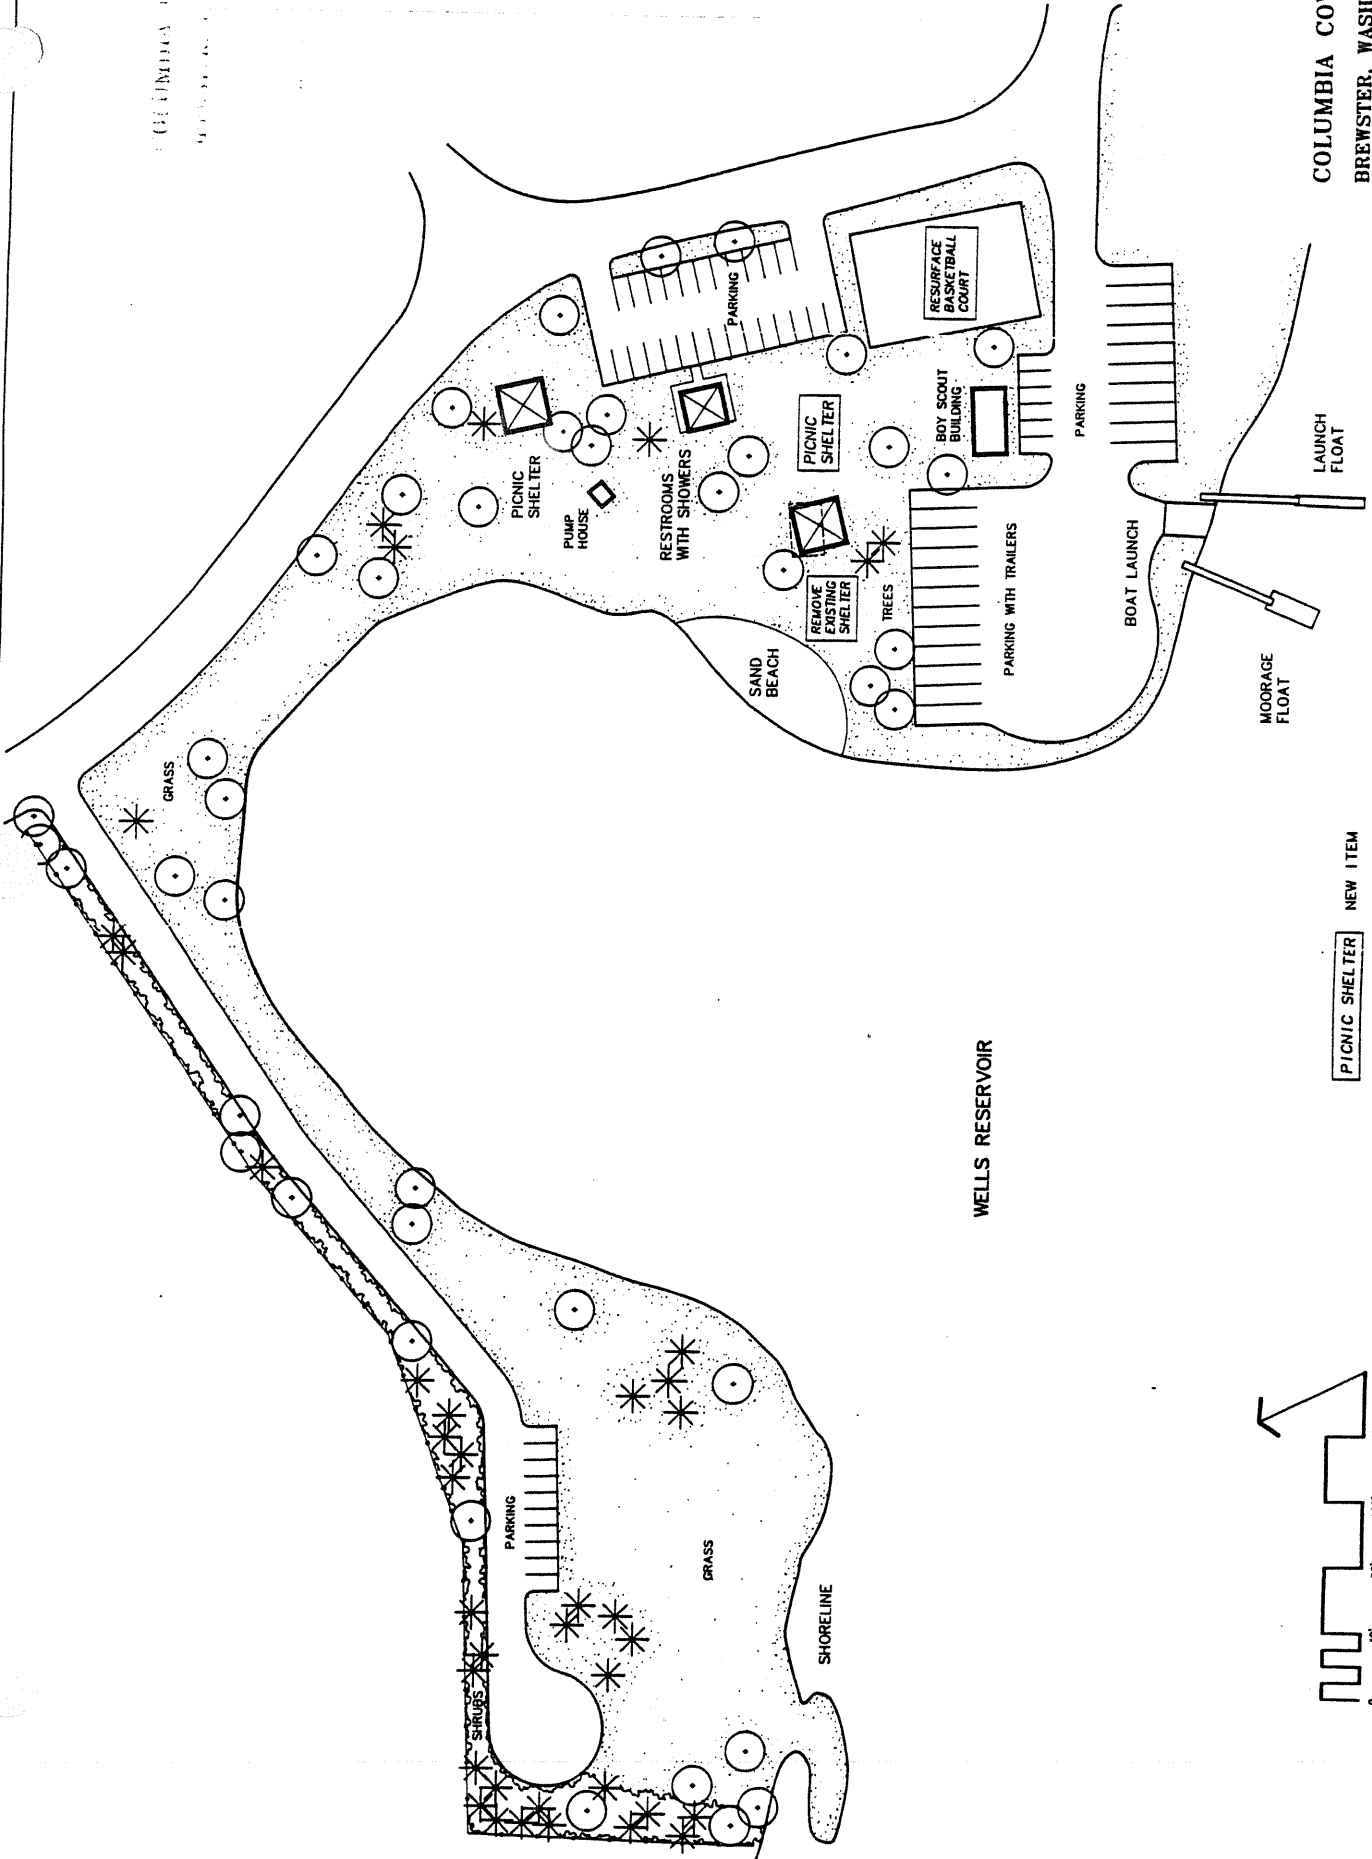 COLUMBIA
COLUMBIA
BREWSTER,
GRASS
PICNIC
SHELTER
PUMP
HOUSE
RESTROOMS
WITH SHOWERS
PARKING
RESURFACE
BASKETBALL
COURT
PICNIC
SHELTER
BOY SCOUT
BUILDING
PARKING
REMOVE
EXISTING
SHELTER
TREES
SAND
BEACH
PARKING WITH TRAILERS
BOAT LAUNCH
LAUNCH
FLOAT
MOORAGE
FLOAT
SHRUBS
PARKING
GRASS
SHORELINE
WELLS RESERVOIR
PICNIC SHELTER NEW ITEM